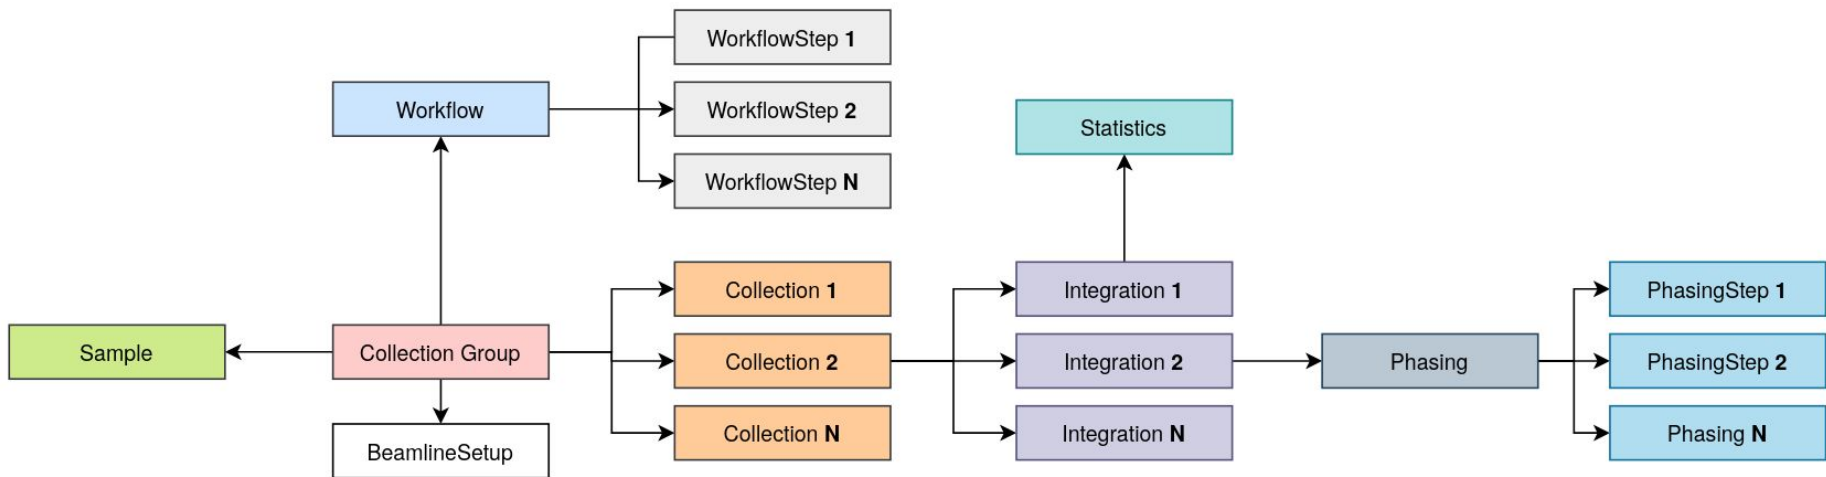 WorkflowStep 1
Workflow
WorkflowStep 2
Statistics
WorkflowStep N
Collection 1
Integration 1
PhasingStep 1
Sample
Collection Group
Collection 2
Integration 2
Phasing
PhasingStep 2
Collection N
Integration N
Phasing N
BeamlineSetup